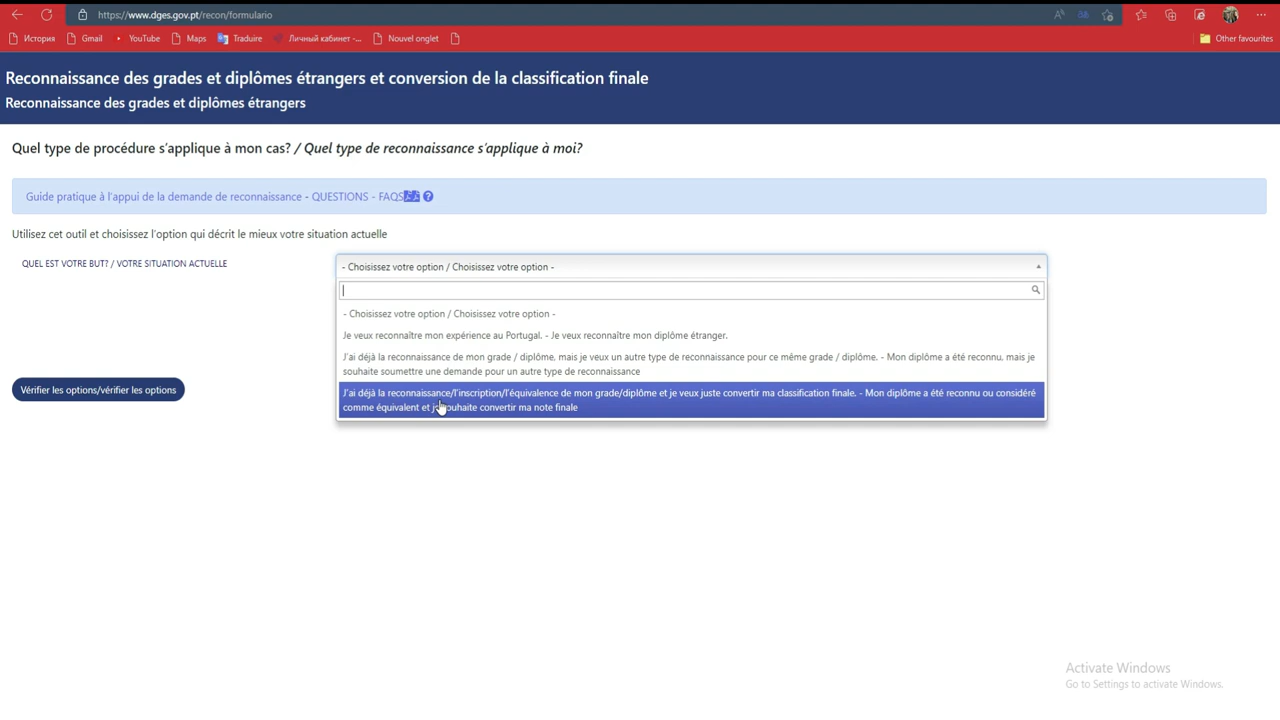 https://www.dges.gov.pt/recon/formulario
История Gmail YouTube Maps Traduire Личный кабинет -... Nouvel onglet Other favourites
Reconnaissance des grades et diplômes étrangers et conversion de la classification finale
Reconnaissance des grades et diplômes étrangers
Quel type de procédure s'applique à mon cas? / Quel type de reconnaissance s'applique à moi?
Guide pratique à l'appui de la demande de reconnaissance - QUESTIONS - FAQS
Utilisez cet outil et choisissez l'option qui décrit le mieux votre situation actuelle
QUEL EST VOTRE BUT? / VOTRE SITUATION ACTUELLE
- Choisissez votre option / Choisissez votre option -
- Choisissez votre option / Choisissez votre option -
Je veux reconnaître mon expérience au Portugal. - Je veux reconnaître mon diplôme étranger.
J'ai déjà la reconnaissance de mon grade / diplôme, mais je veux un autre type de reconnaissance pour ce même grade / diplôme. - Mon diplôme a été reconnu, mais je
souhaite soumettre une demande pour un autre type de reconnaissance
J'ai déjà la reconnaissance/l'inscription/l'équivalence de mon grade/diplôme et je veux juste convertir ma classification finale. - Mon diplôme a été reconnu ou considéré
comme équivalent et je souhaite convertir ma note finale
Vérifier les options/vérifier les options
Activate Windows
Go to Settings to activate Windows.